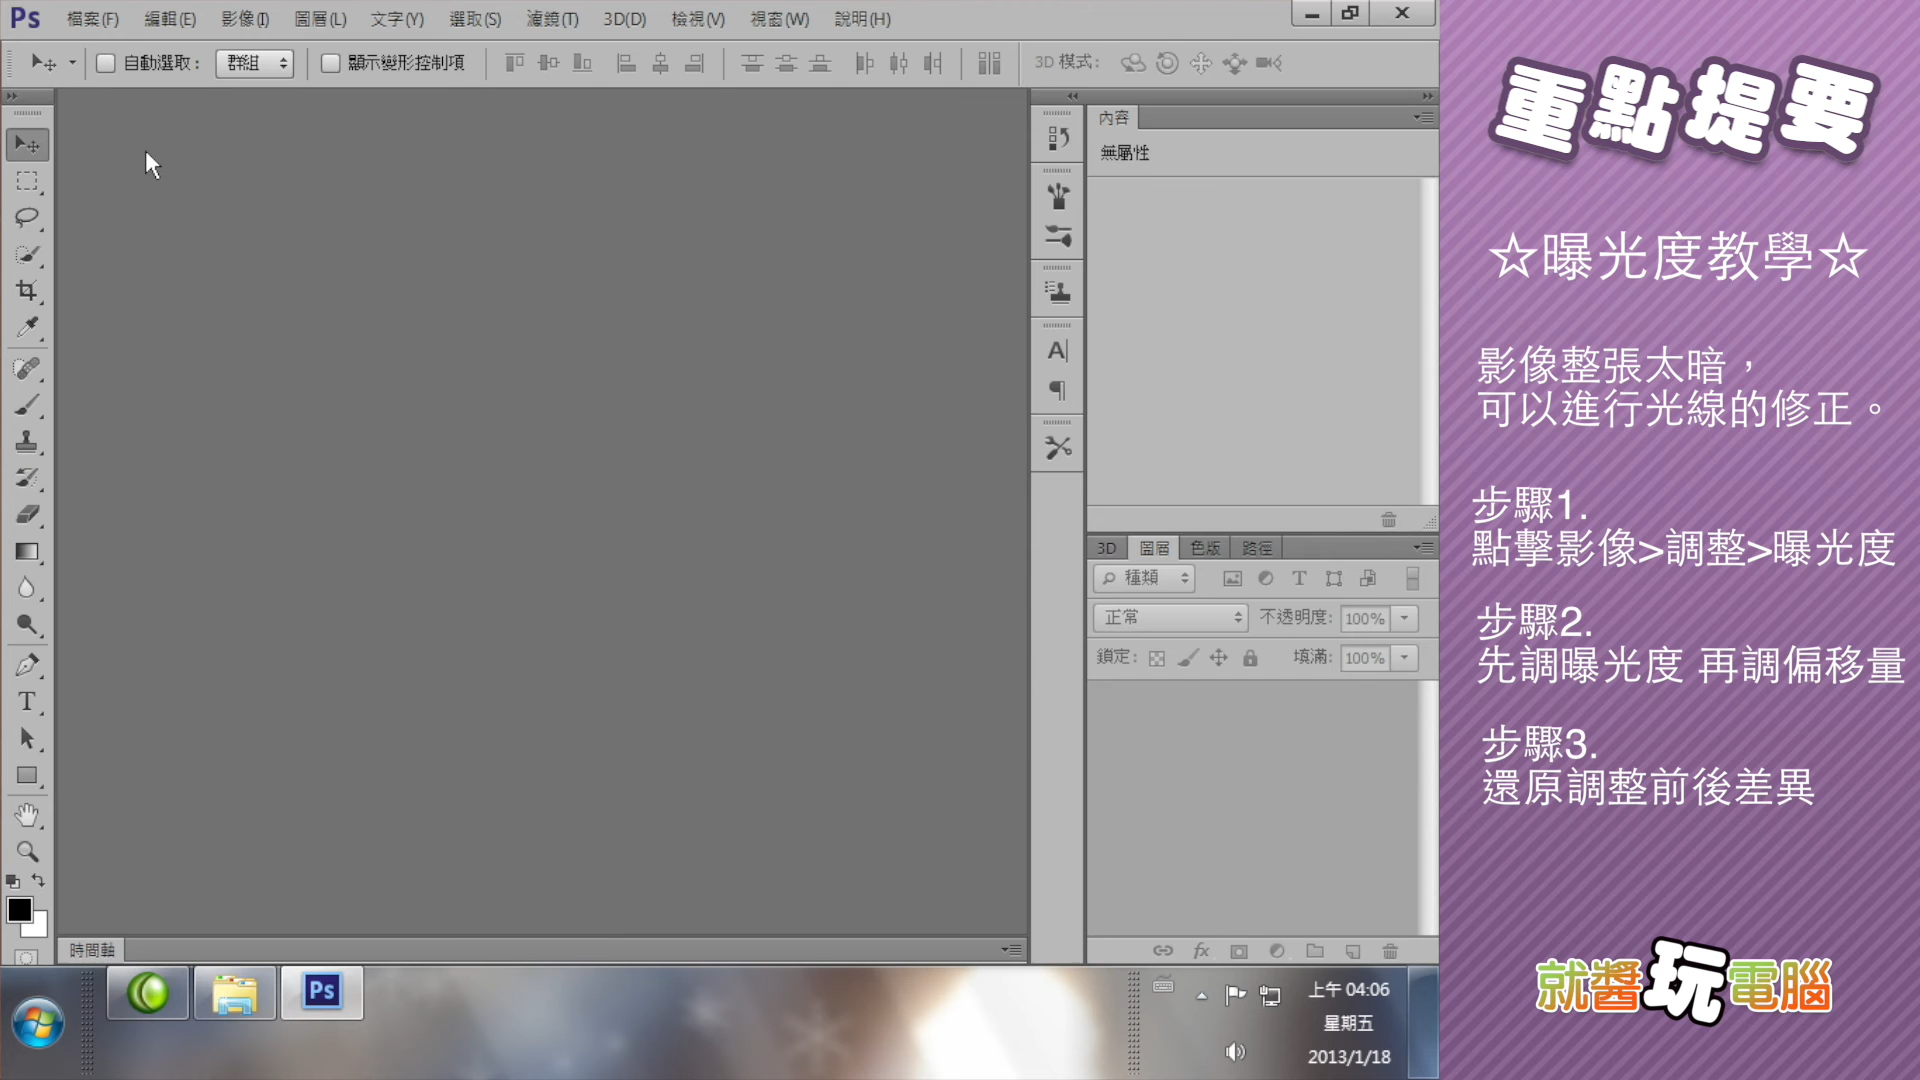 Ps 檔案(F) 編輯(E) 影像(I) 圖層(L) 文字(Y) 選取(S) 濾鏡(T) 3D(D) 檢視(V) 視窗(W) 說明(H)
自動選取： 群組 顯示變形控制項 3D 模式：
內容
無屬性
3D 圖層 色版 路徑
種類
正常 不透明度: 100%
鎖定: 填滿: 100%
fx
時間軸
Ps
上午 04:06
星期五
2013/1/18
重點提要
☆曝光度教學☆
影像整張太暗，
可以進行光線的修正。
步驟1.
點擊影像>調整>曝光度
步驟2.
先調曝光度 再調偏移量
步驟3.
還原調整前後差異
就醬玩電腦